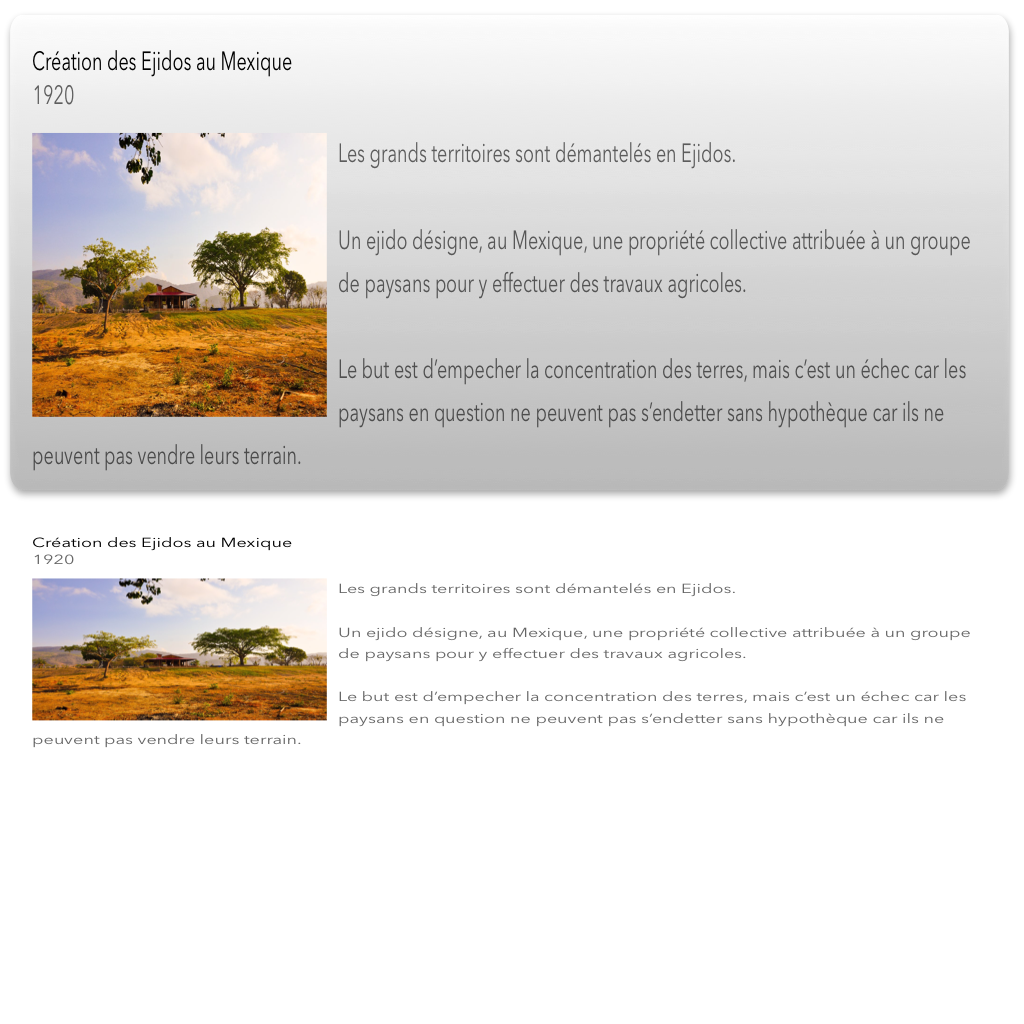 Création des Ejidos au Mexique
1920
Les grands territoires sont démantelés en Ejidos.
Un ejido désigne, au Mexique, une propriété collective attribuée à un groupe
de paysans pour y effectuer des travaux agricoles.
Le but est d’empecher la concentration des terres, mais c’est un échec car les
paysans en question ne peuvent pas s’endetter sans hypothèque car ils ne
peuvent pas vendre leurs terrain.
Création des Ejidos au Mexique
1920
Les grands territoires sont démantelés en Ejidos.
Un ejido désigne, au Mexique, une propriété collective attribuée à un groupe
de paysans pour y effectuer des travaux agricoles.
Le but est d’empecher la concentration des terres, mais c’est un échec car les
paysans en question ne peuvent pas s’endetter sans hypothèque car ils ne
peuvent pas vendre leurs terrain.